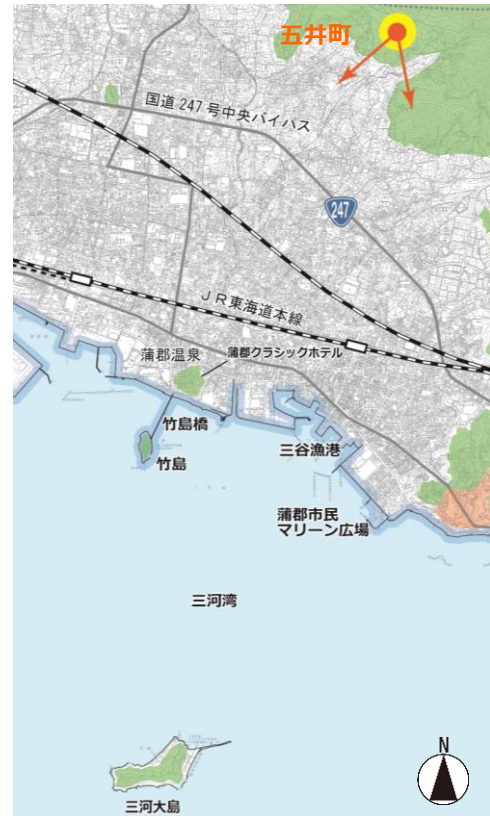 五井町
国道247号中央バイパス
247
JR東海道本線
蒲郡温泉
蒲郡クラシックホテル
竹島橋
竹島
三谷漁港
蒲郡市民
マリーン広場
三河湾
三河大島
N